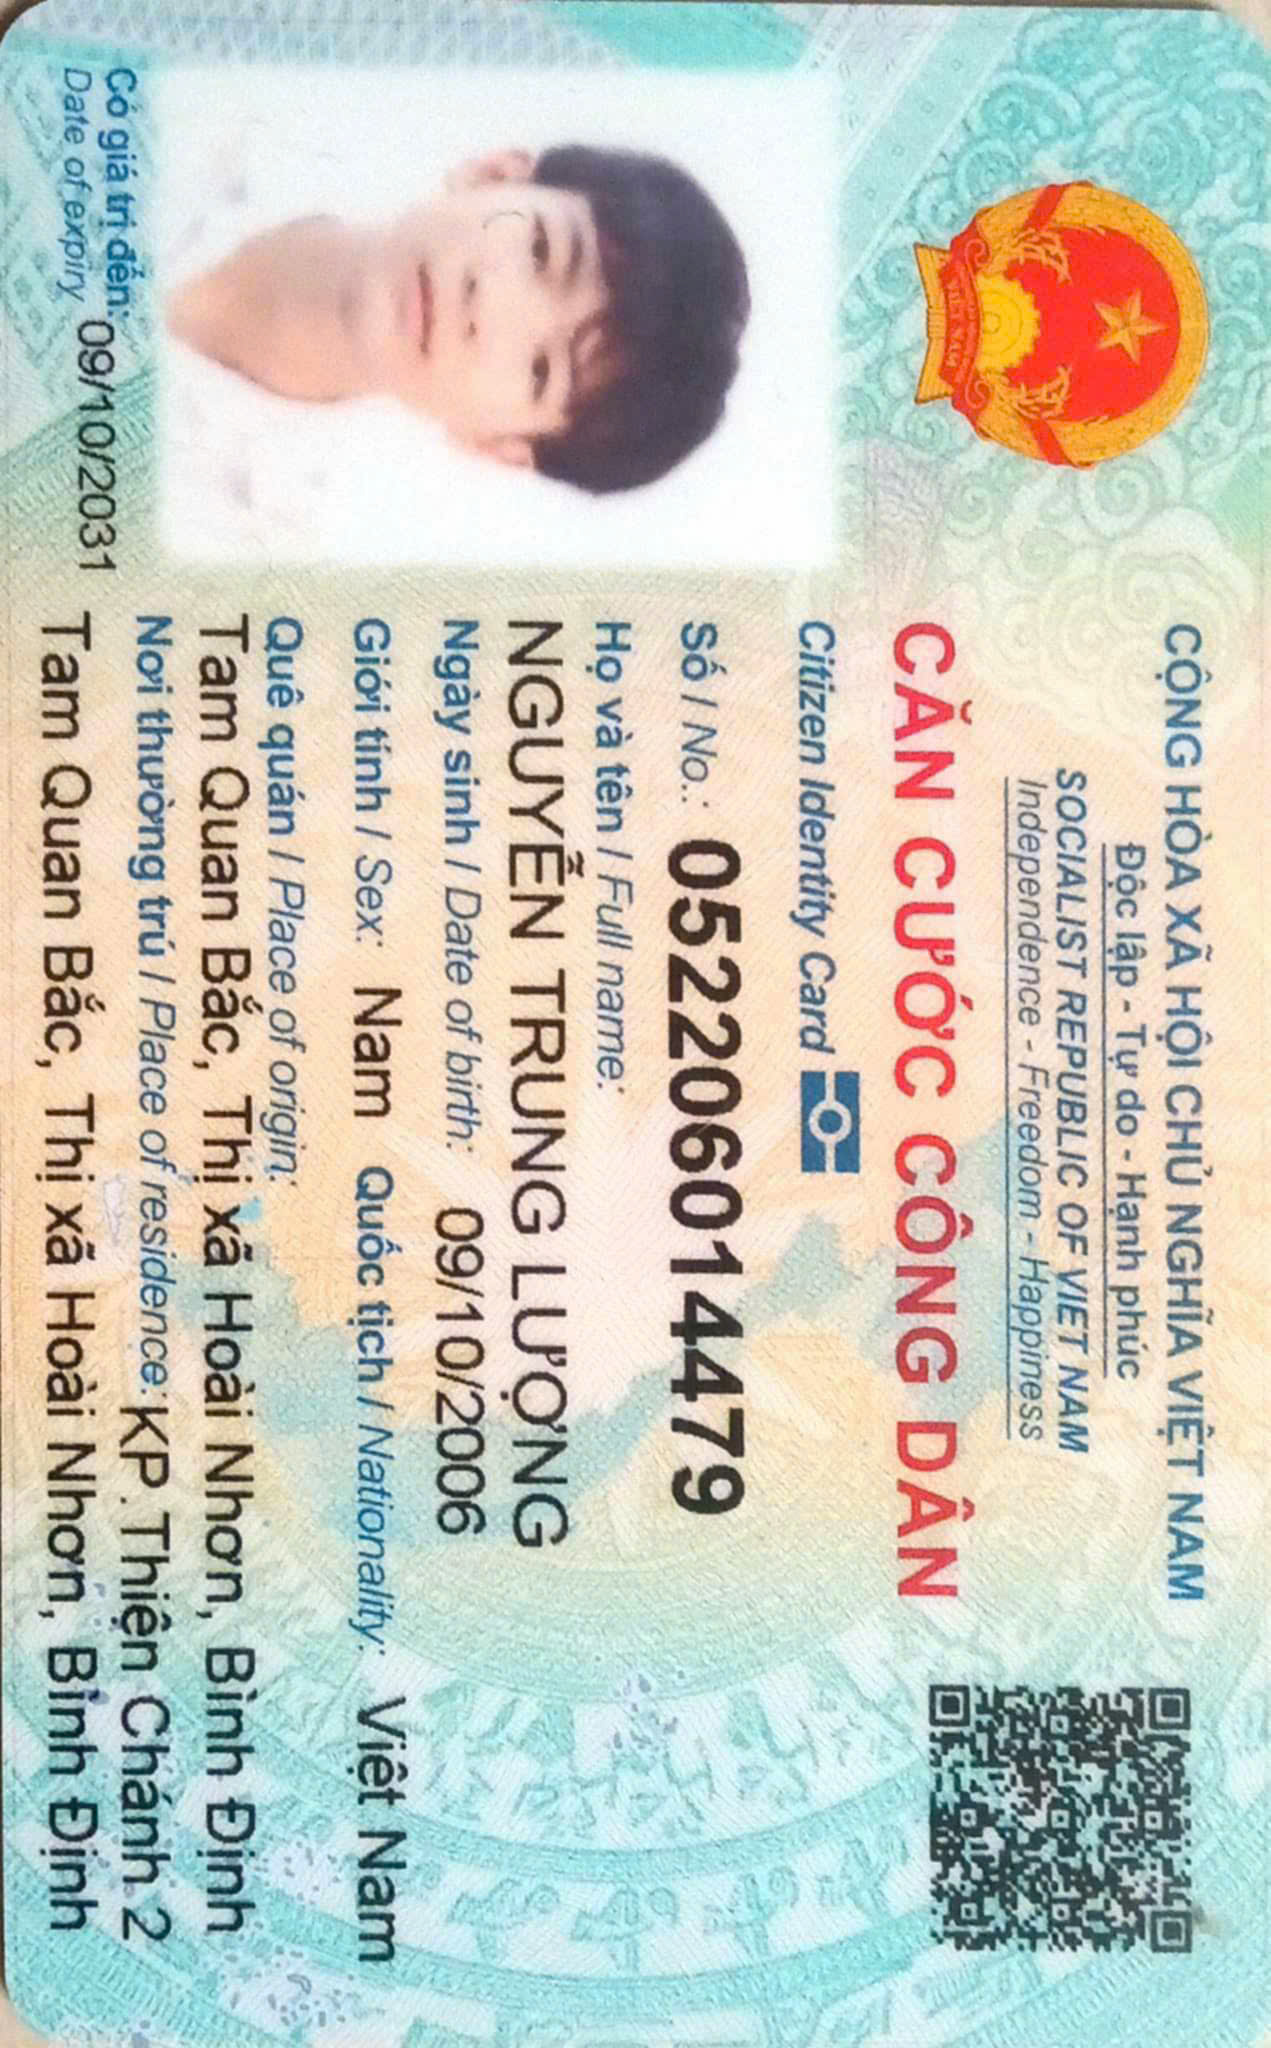 CỘNG HÒA XÃ HỘI CHỦ NGHĨA VIỆT NAM
Độc lập - Tự do - Hạnh phúc
SOCIALIST REPUBLIC OF VIET NAM
Independence - Freedom - Happiness
CĂN CƯỚC CÔNG DÂN
Citizen Identity Card
Số / No.: 052206014479
Họ và tên / Full name:
NGUYỄN TRUNG LƯỢNG
Ngày sinh / Date of birth: 09/10/2006
Giới tính / Sex: Nam Quốc tịch / Nationality: Việt Nam
Quê quán / Place of origin:
Tam Quan Bắc, Thị xã Hoài Nhơn, Bình Định
Nơi thường trú / Place of residence: KP.Thiện Chánh 2
Tam Quan Bắc, Thị xã Hoài Nhơn, Bình Định
Có giá trị đến: 09/10/2031
Date of expiry